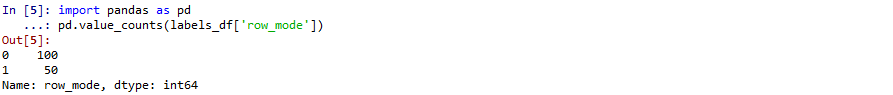 In [5]: import pandas as pd
   ...: pd.value_counts(labels_df['row_mode'])
Out[5]:
0    100
1     50
Name: row_mode, dtype: int64